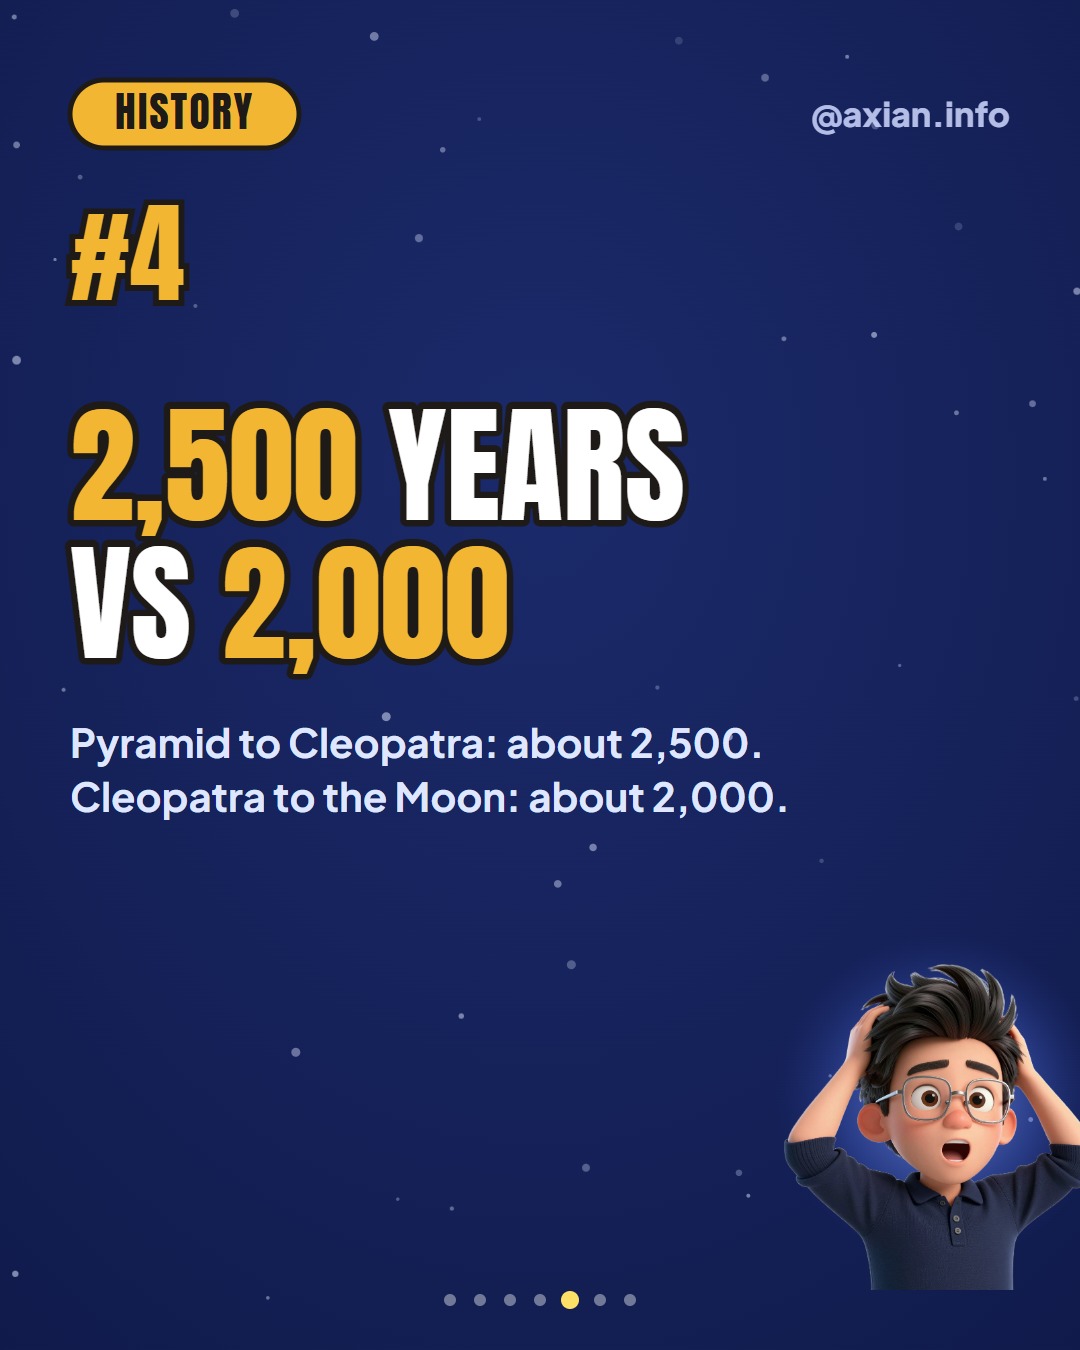 HISTORY
@axian.info
#4
2,500 YEARS
VS 2,000
Pyramid to Cleopatra: about 2,500.
Cleopatra to the Moon: about 2,000.